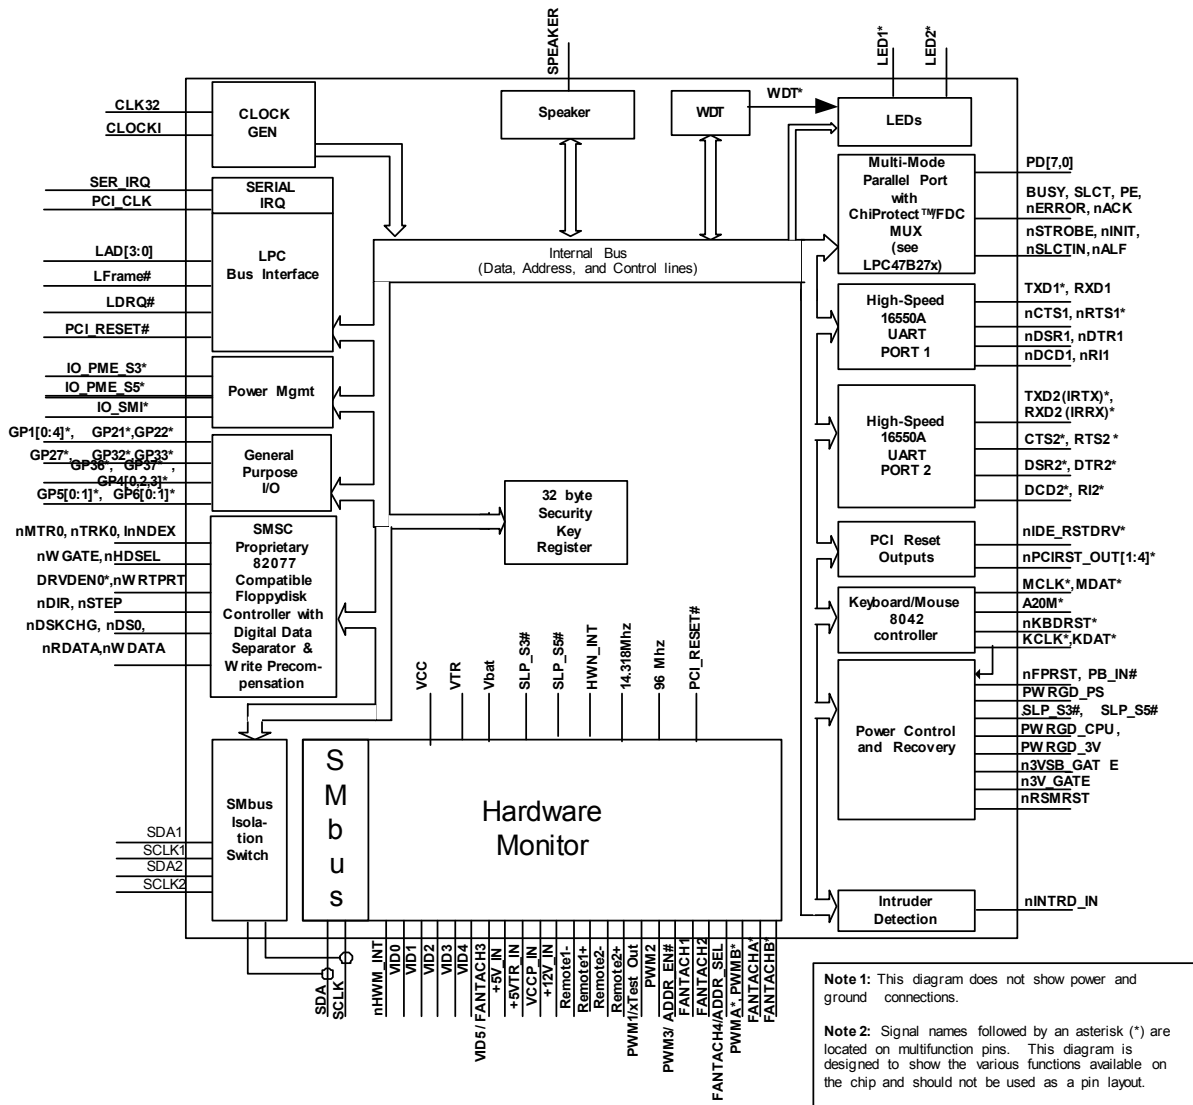 SPEAKER
LED1*
LED2*
CLK32
CLOCKI
CLOCK
GEN
Speaker
WDT
WDT*
LEDs
SER_IRQ
PCI_CLK
SERIAL
IRQ
LAD[3:0]
LFrame#
LDRQ#
PCI_RESET#
LPC
Bus Interface
Internal Bus
(Data, Address, and Control lines)
Multi-Mode
Parallel Port
with
ChiProtect™/FDC
MUX
(see
LPC47B27x)
PD[7,0]
BUSY, SLCT, PE,
nERROR, nACK
nSTROBE, nINIT,
nSLCTIN, nALF
High-Speed
16550A
UART
PORT 1
TXD1*, RXD1
nCTS1, nRTS1*
nDSR1, nDTR1
nDCD1, nRI1
IO_PME_S3*
IO_PME_S5*
IO_SMI*
Power Mgmt
High-Speed
16550A
UART
PORT 2
TXD2(IRTX)*,
RXD2(IRRX)*
CTS2*, RTS2*
DSR2*, DTR2*
DCD2*, RI2*
GP1[0:4]*, GP21*,GP22*
GP27*, GP32*,GP33*
GP36*, GP37*,
GP4[0,2,3]*
GP5[0:1]*, GP6[0:1]*
General
Purpose
I/O
32 byte
Security
Key
Register
nMTR0, nTRK0, InNDEX
nWGATE, nHDSEL
DRVDEN0*,nWRTPRT
nDIR, nSTEP
nDSKCHG, nDS0,
nRDATA,nWDATA
SMSC
Proprietary
82077
Compatible
Floppydisk
Controller with
Digital Data
Separator &
Write Precom-
pensation
PCI Reset
Outputs
nIDE_RSTDRV*
nPCIRST_OUT[1:4]*
Keyboard/Mouse
8042
controller
MCLK*, MDAT*
A20M*
nKBDRST*
KCLK*,KDAT*
Power Control
and Recovery
nFPRST, PB_IN#
PWRGD_PS
SLP_S3#, SLP_S5#
PWRGD_CPU,
PWRGD_3V
n3VSB_GATE
n3V_GATE
nRSMRST
VCC
VTR
Vbat
SLP_S3#
SLP_S5#
HWN_INT
14.318Mhz
96 Mhz
PCI_RESET#
SMbus
Isola-
tion
Switch
SDA1
SCLK1
SDA2
SCLK2
S
M
b
u
s
Hardware
Monitor
Intruder
Detection
nINTRD_IN
SDA
SCLK
nHWM_INT
VID0
VID1
VID2
VID3
VID4
VID5/ FANTACH3
+5V_IN
+5VTR_IN
VCCP_IN
+12V_IN
Remote1-
Remote1+
Remote2-
Remote2+
PWM1/xTest Out
PWM2
PWM3/ ADDR_EN#
FANTACH1
FANTACH2
FANTACH4/ADDR_SEL
PWMA*, PWMB*
FANTACHA*
FANTACHB*
Note 1: This diagram does not show power and
ground connections.
Note 2: Signal names followed by an asterisk (*) are
located on multifunction pins. This diagram is
designed to show the various functions available on
the chip and should not be used as a pin layout.